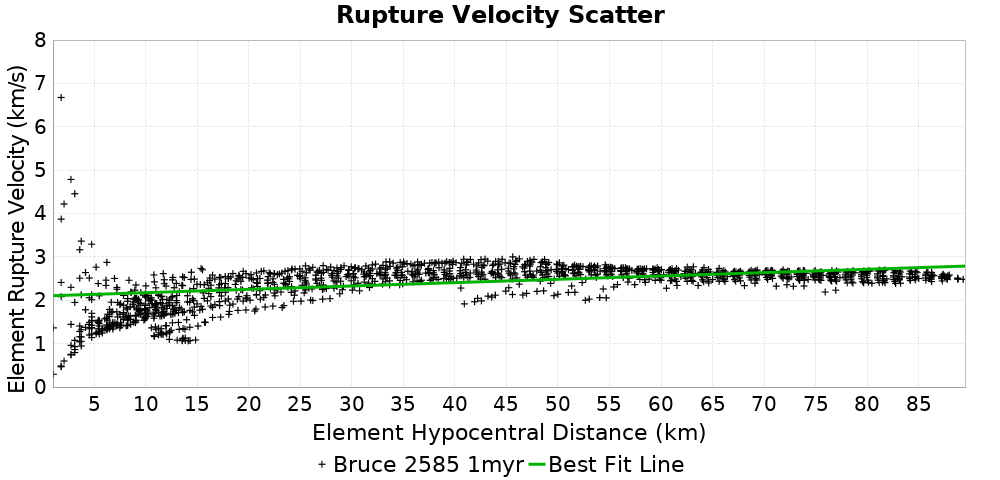 Rupture Velocity Scatter
Element Rupture Velocity (km/s)
8
7
6
5
4
3
2
1
0
5 10 15 20 25 30 35 40 45 50 55 60 65 70 75 80 85
Element Hypocentral Distance (km)
Bruce 2585 1myr Best Fit Line